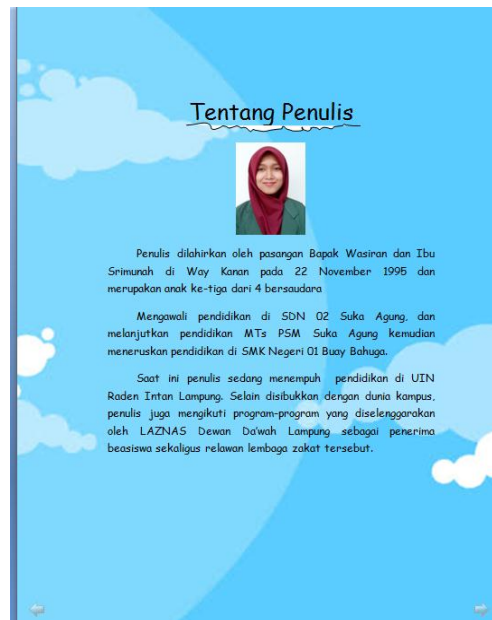 Tentang Penulis
Penulis dilahirkan oleh pasangan Bapak Wasiran dan Ibu
Srimunah di Way Kanan pada 22 November 1995 dan
merupakan anak ke-tiga dari 4 bersaudara
Mengawali pendidikan di SDN 02 Suka Agung, dan
melanjutkan pendidikan MTs PSM Suka Agung kemudian
meneruskan pendidikan di SMK Negeri 01 Buay Bahuga.
Saat ini penulis sedang menempuh pendidikan di UIN
Raden Intan Lampung. Selain disibukkan dengan dunia kampus,
penulis juga mengikuti program-program yang diselenggarakan
oleh LAZNAS Dewan Da'wah Lampung sebagai penerima
beasiswa sekaligus relawan lembaga zakat tersebut.